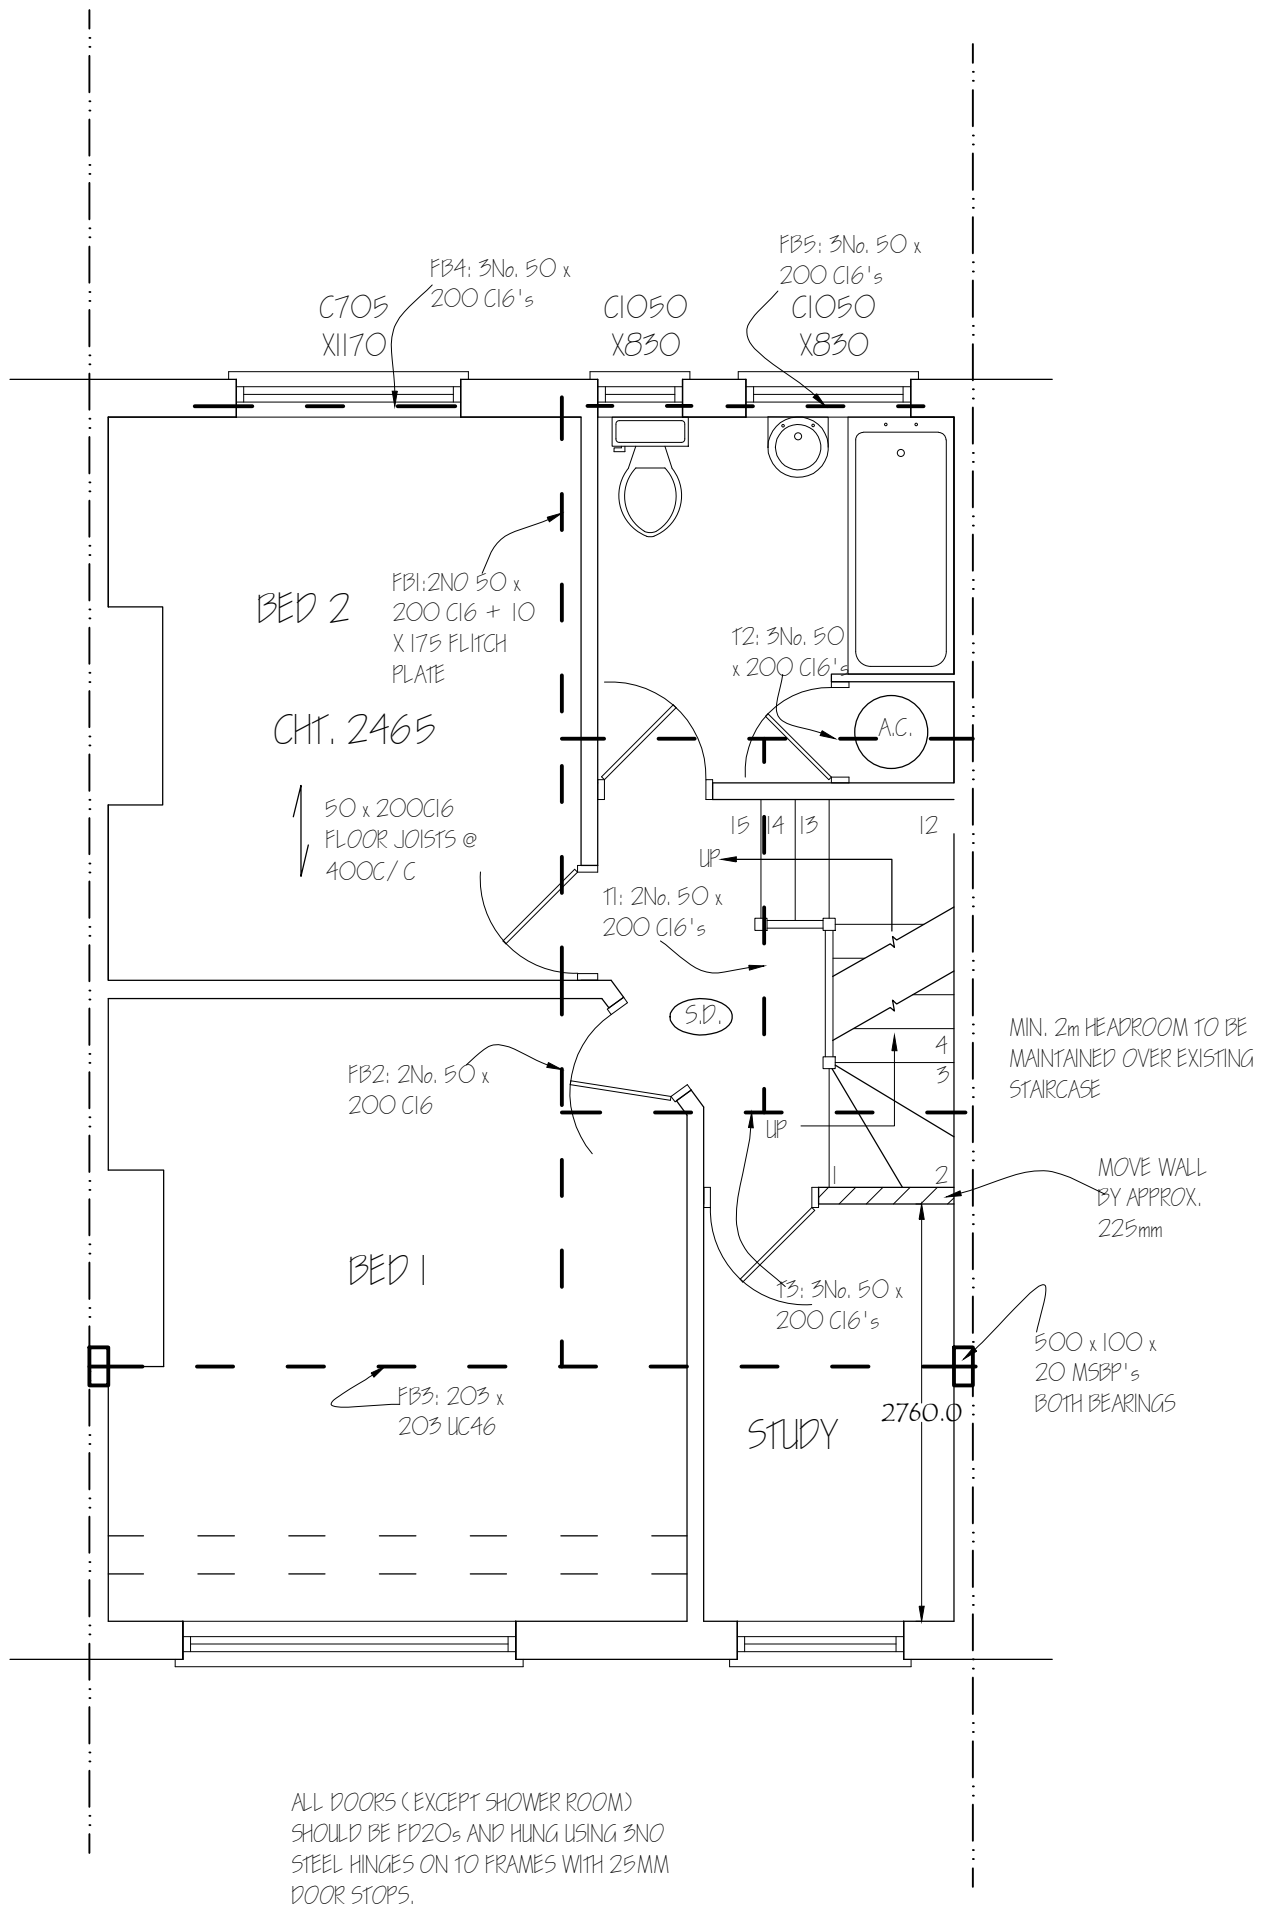 FB5: 3No. 50 x
200 C16's
FB4: 3No. 50 x
200 C16's
C705
X1170
C1050
X830
C1050
X830
FB1:2NO 50 x
200 C16 + 10
X 175 FLITCH
PLATE
BED 2
T2: 3No. 50
x 200 C16's
CHT. 2465
A.C.
50 x 200C16
FLOOR JOISTS @
400C/C
15
14
13
12
UP
T1: 2No. 50 x
200 C16's
S.D.
MIN. 2m HEADROOM TO BE
MAINTAINED OVER EXISTING
STAIRCASE
4
3
FB2: 2No. 50 x
200 C16
UP
1
2
MOVE WALL
BY APPROX.
225mm
BED 1
T3: 3No. 50 x
200 C16's
500 x 100 x
20 MSBP's
BOTH BEARINGS
FB3: 203 x
203 UC46
2760.0
STUDY
ALL DOORS (EXCEPT SHOWER ROOM)
SHOULD BE FD20s AND HUNG USING 3NO
STEEL HINGES ON TO FRAMES WITH 25MM
DOOR STOPS.